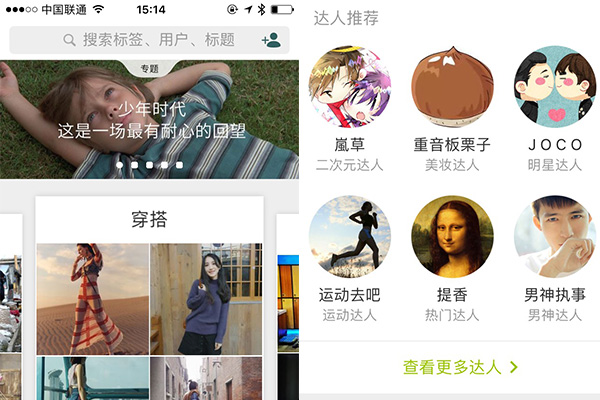 中国联通 15:14
搜索标签、用户、标题
专题
少年时代
这是一场最有耐心的回望
穿搭
达人推荐
嵐草 重音板栗子 J O C O
二次元达人 美妆达人 明星达人
运动去吧 提香 男神执事
运动达人 热门达人 男神达人
查看更多达人